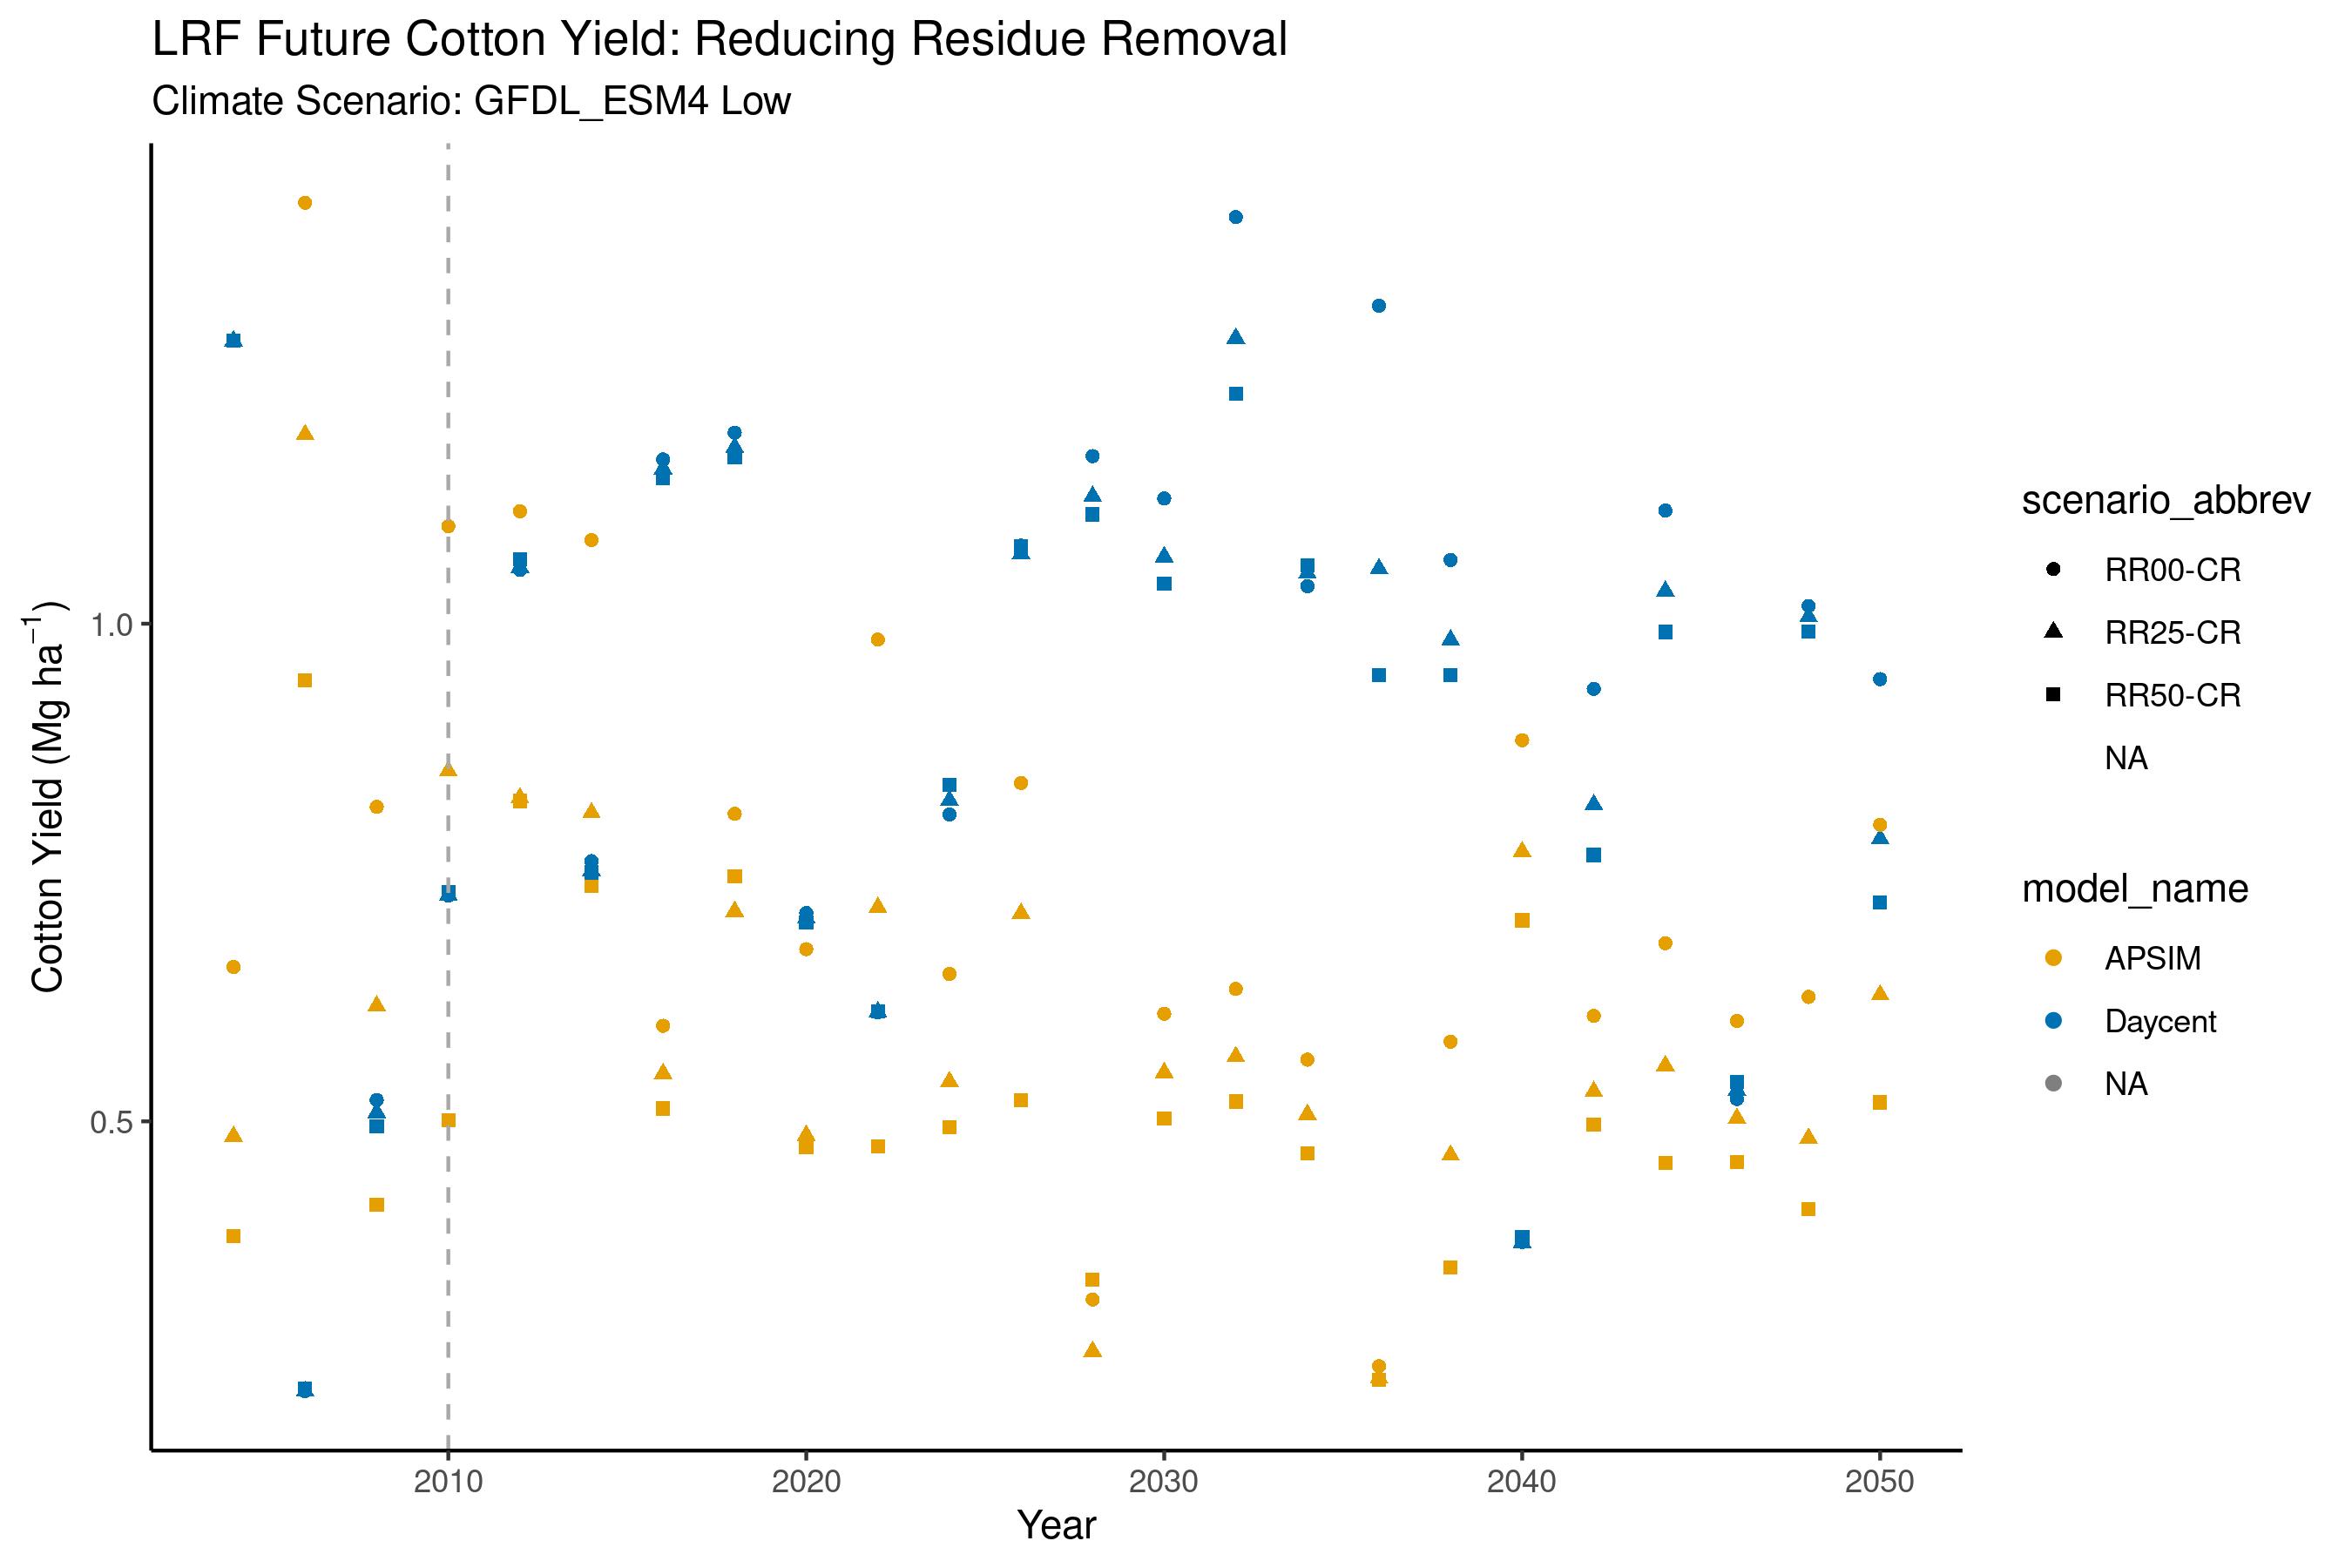 LRF Future Cotton Yield: Reducing Residue Removal
Climate Scenario: GFDL_ESM4 Low
Cotton Yield (Mg ha⁻¹)
1.0
0.5
2010 2020 2030 2040 2050
Year
scenario_abbrev
RR00-CR
RR25-CR
RR50-CR
NA
model_name
APSIM
Daycent
NA